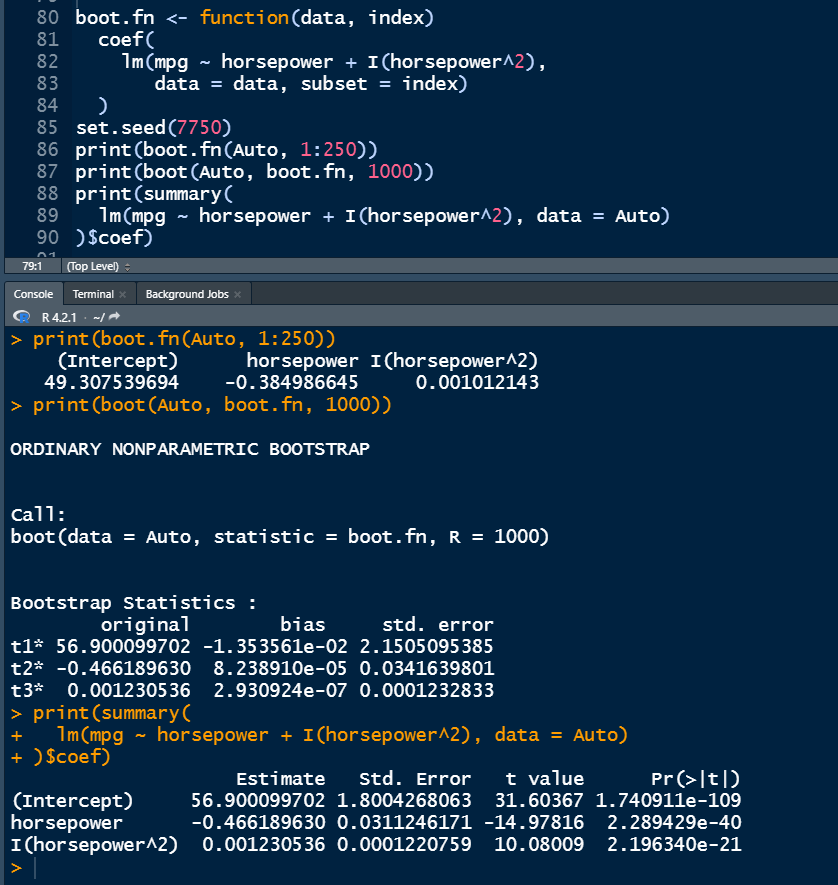 80 boot.fn <- function(data, index)
81   coef(
82     lm(mpg ~ horsepower + I(horsepower^2),
83        data = data, subset = index)
84   )
85 set.seed(7750)
86 print(boot.fn(Auto, 1:250))
87 print(boot(Auto, boot.fn, 1000))
88 print(summary(
89   lm(mpg ~ horsepower + I(horsepower^2), data = Auto)
90 )$coef)
79:1 (Top Level)
Console Terminal Background Jobs
R 4.2.1 · ~/
> print(boot.fn(Auto, 1:250))
    (Intercept)      horsepower I(horsepower^2)
   49.307539694    -0.384986645     0.001012143
> print(boot(Auto, boot.fn, 1000))
ORDINARY NONPARAMETRIC BOOTSTRAP
Call:
boot(data = Auto, statistic = boot.fn, R = 1000)
Bootstrap Statistics :
        original        bias     std. error
t1* 56.900099702 -1.353561e-02 2.1505095385
t2* -0.466189630  8.238910e-05 0.0341639801
t3*  0.001230536  2.930924e-07 0.0001232833
> print(summary(
+   lm(mpg ~ horsepower + I(horsepower^2), data = Auto)
+ )$coef)
                    Estimate   Std. Error   t value      Pr(>|t|)
(Intercept)     56.900099702 1.8004268063  31.60367 1.740911e-109
horsepower      -0.466189630 0.0311246171 -14.97816  2.289429e-40
I(horsepower^2)  0.001230536 0.0001220759  10.08009  2.196340e-21
>